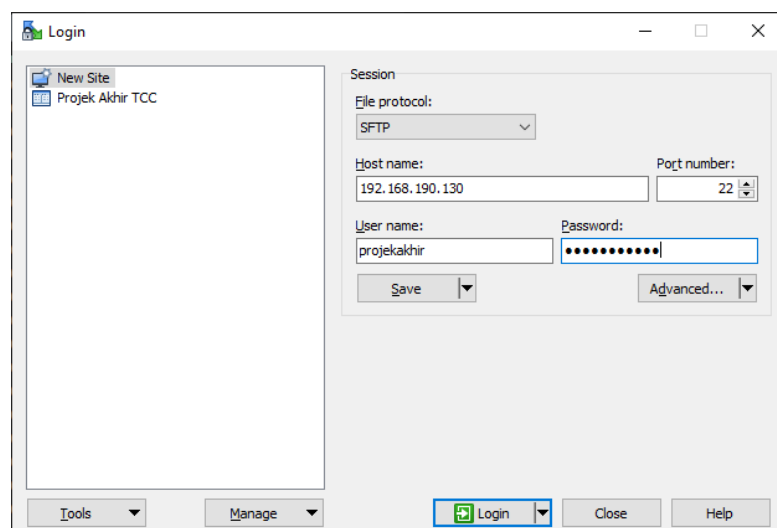 Login
New Site
Projek Akhir TCC
Session
File protocol:
SFTP
Host name:
Port number:
192.168.190.130
22
User name:
Password:
projekakhir
●●●●●●●●●●●
Save
Advanced...
Tools
Manage
Login
Close
Help